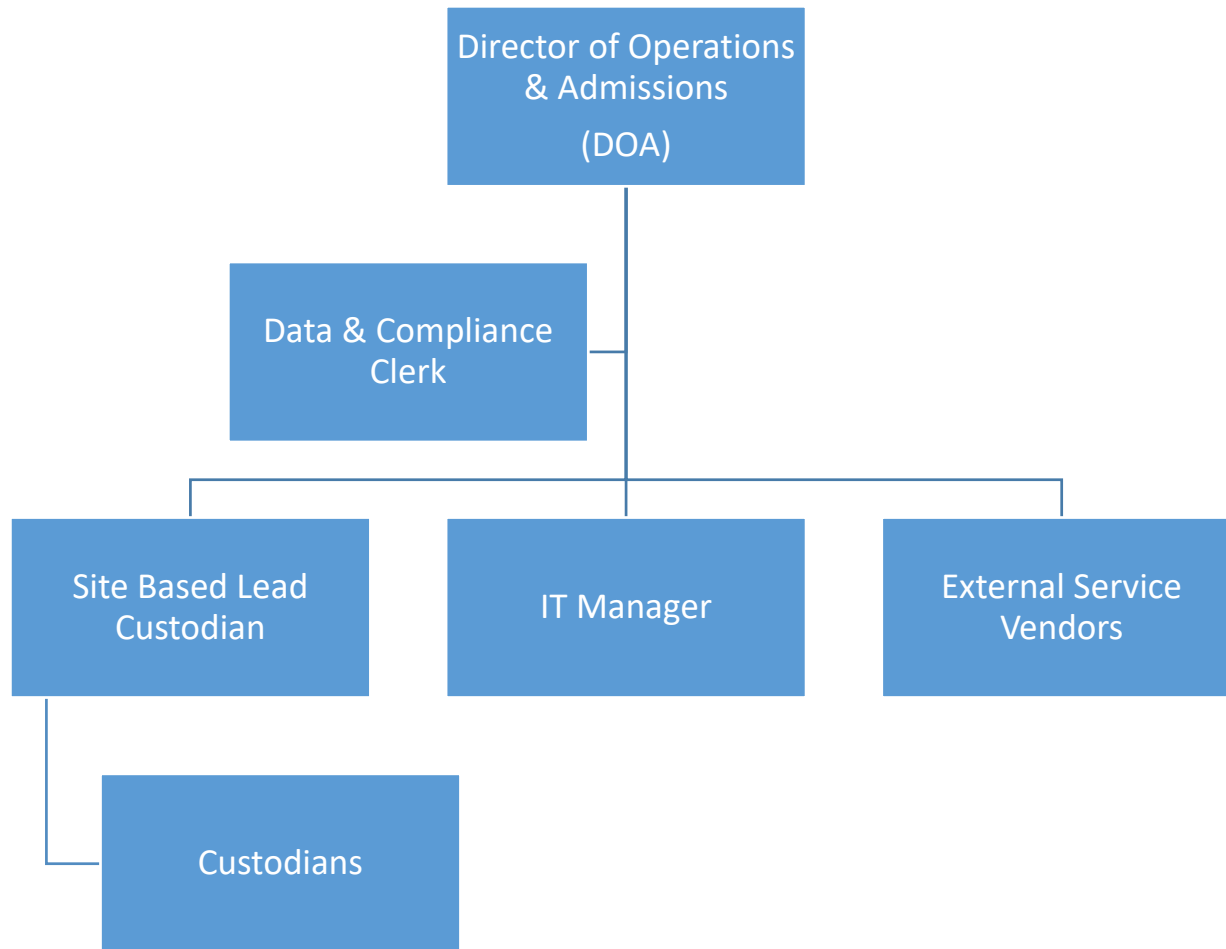 Director of Operations
& Admissions
(DOA)
Data & Compliance
Clerk
Site Based Lead
Custodian
IT Manager
External Service
Vendors
Custodians